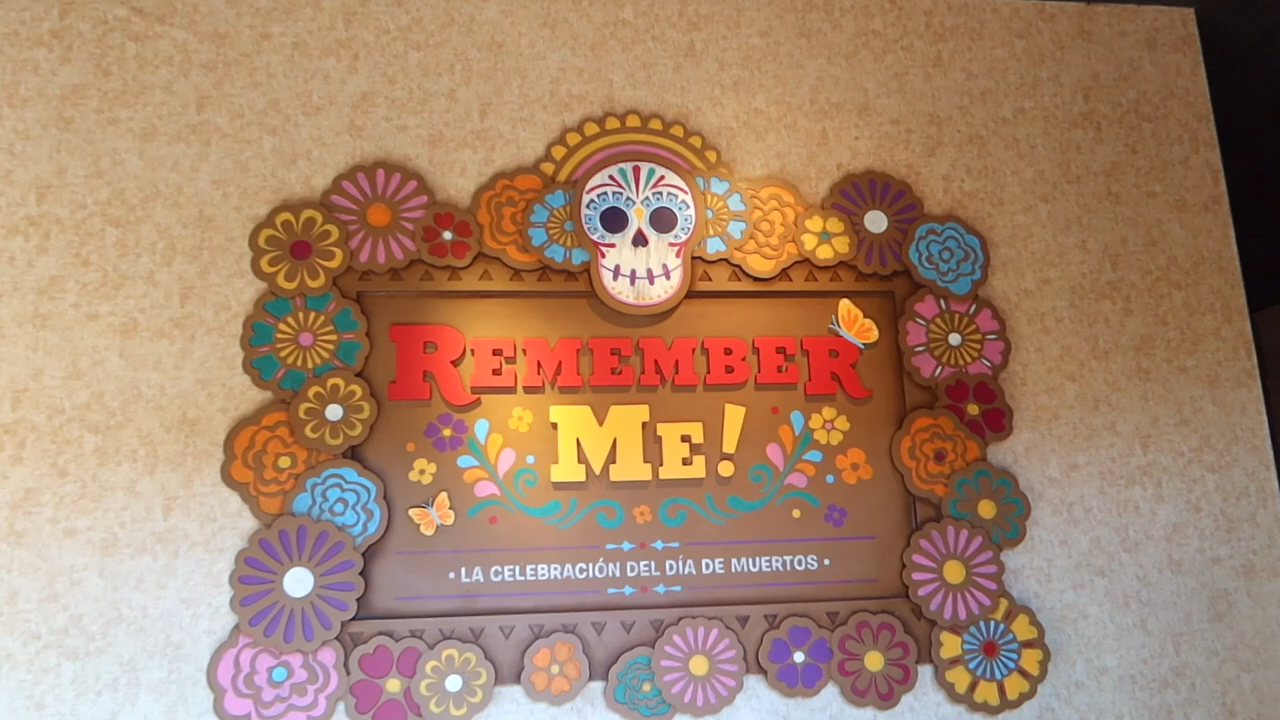 REMEMBER
ME!
• LA CELEBRACIÓN DEL DÍA DE MUERTOS •